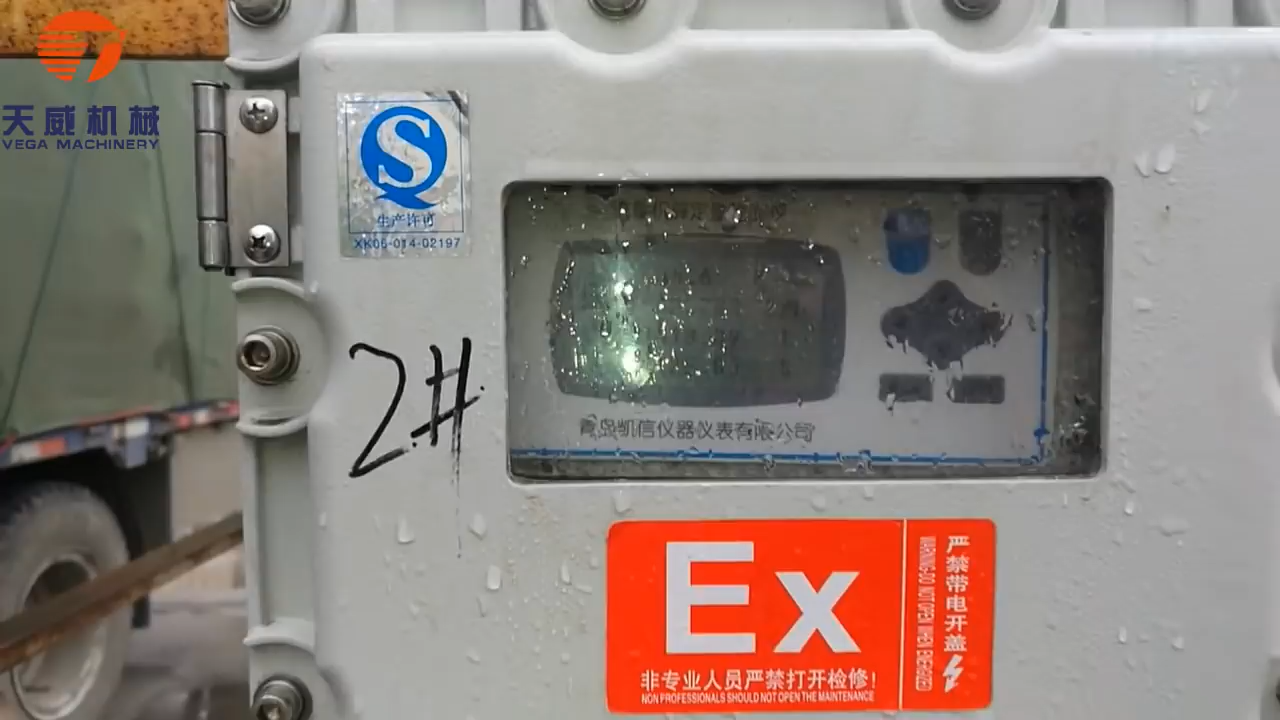 天威机械
VEGA MACHINERY
S
生产许可
XK06-014-02197
2#
青岛凯信仪器仪表有限公司
Ex
非专业人员严禁打开检修!
NON PROFESSIONALS SHOULD NOT OPEN THE MAINTENANCE
严禁带电开盖
WARNING-DO NOT OPEN WHEN ENERGIZED